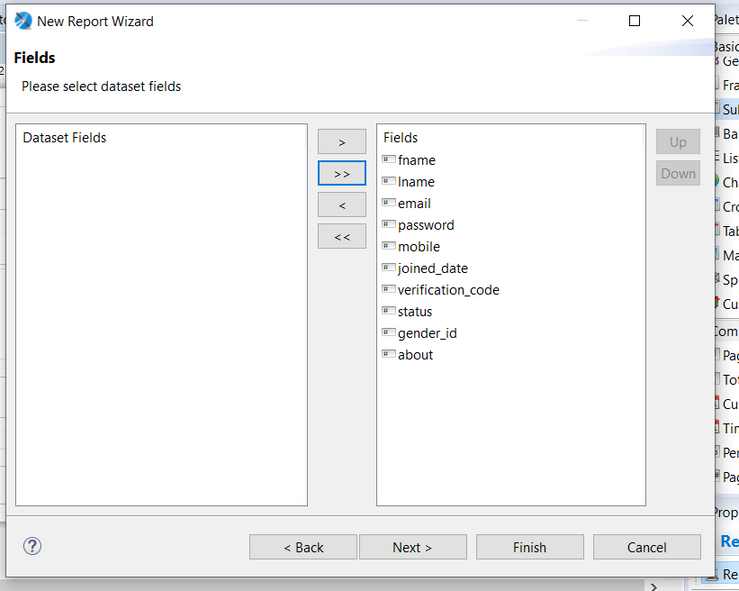 New Report Wizard
Fields
Please select dataset fields
Dataset Fields
>
>>
<
<<
Fields
fname
lname
email
password
mobile
joined_date
verification_code
status
gender_id
about
Up
Down
< Back
Next >
Finish
Cancel
Palet
Basic
Ge
Fra
Sub
Ba
Lis
Ch
Cro
Tab
Ma
Sp
Cu
Com
Pag
Tot
Cu
Tin
Per
Pag
Prop
Re
Re